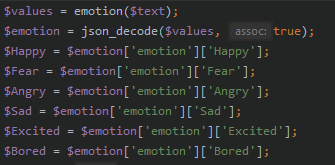 $values = emotion($text);
$emotion = json_decode($values, assoc: true);
$Happy = $emotion['emotion']['Happy'];
$Fear = $emotion['emotion']['Fear'];
$Angry = $emotion['emotion']['Angry'];
$Sad = $emotion['emotion']['Sad'];
$Excited = $emotion['emotion']['Excited'];
$Bored = $emotion['emotion']['Bored'];